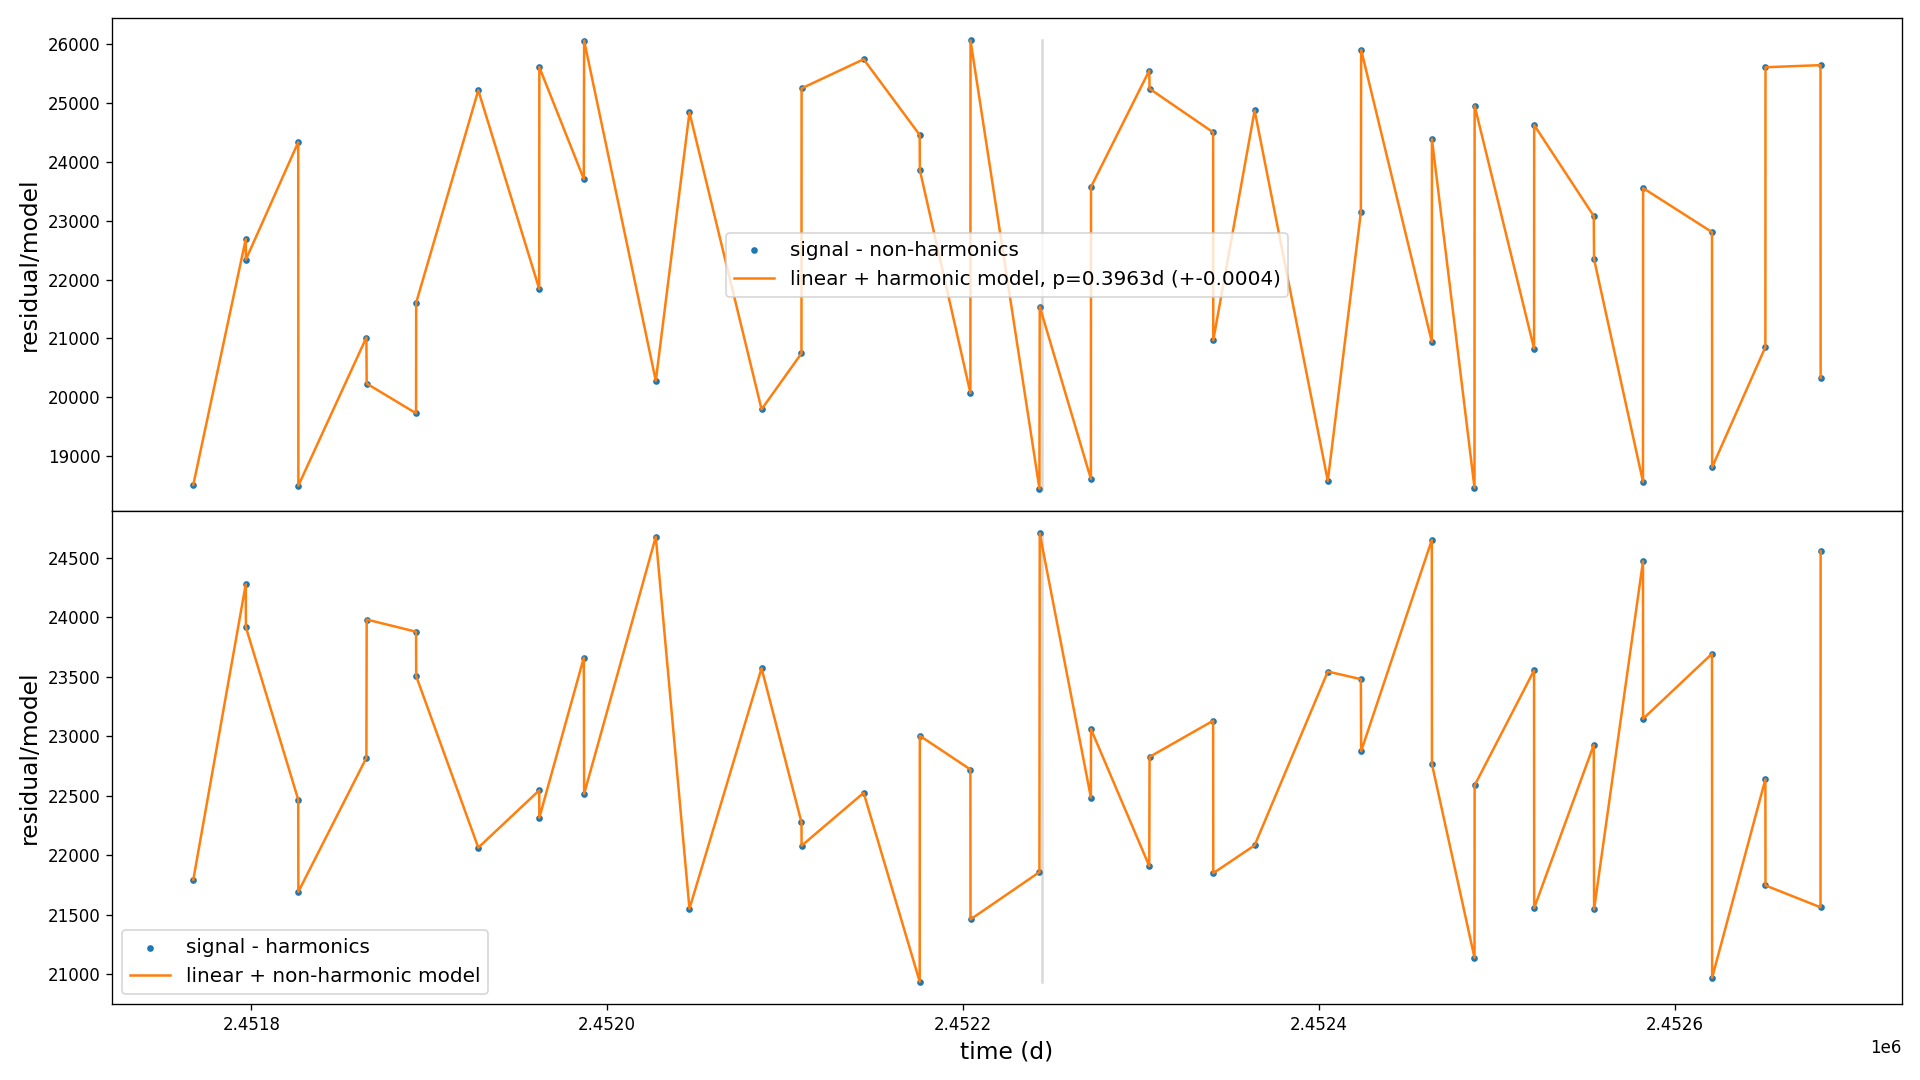 26000
25000
24000
23000
22000
21000
20000
19000
residual/model
signal - non-harmonics
linear + harmonic model, p=0.3963d (+-0.0004)
24500
24000
23500
23000
22500
22000
21500
21000
residual/model
signal - harmonics
linear + non-harmonic model
2.4518 2.4520 2.4522 2.4524 2.4526
1e6
time (d)